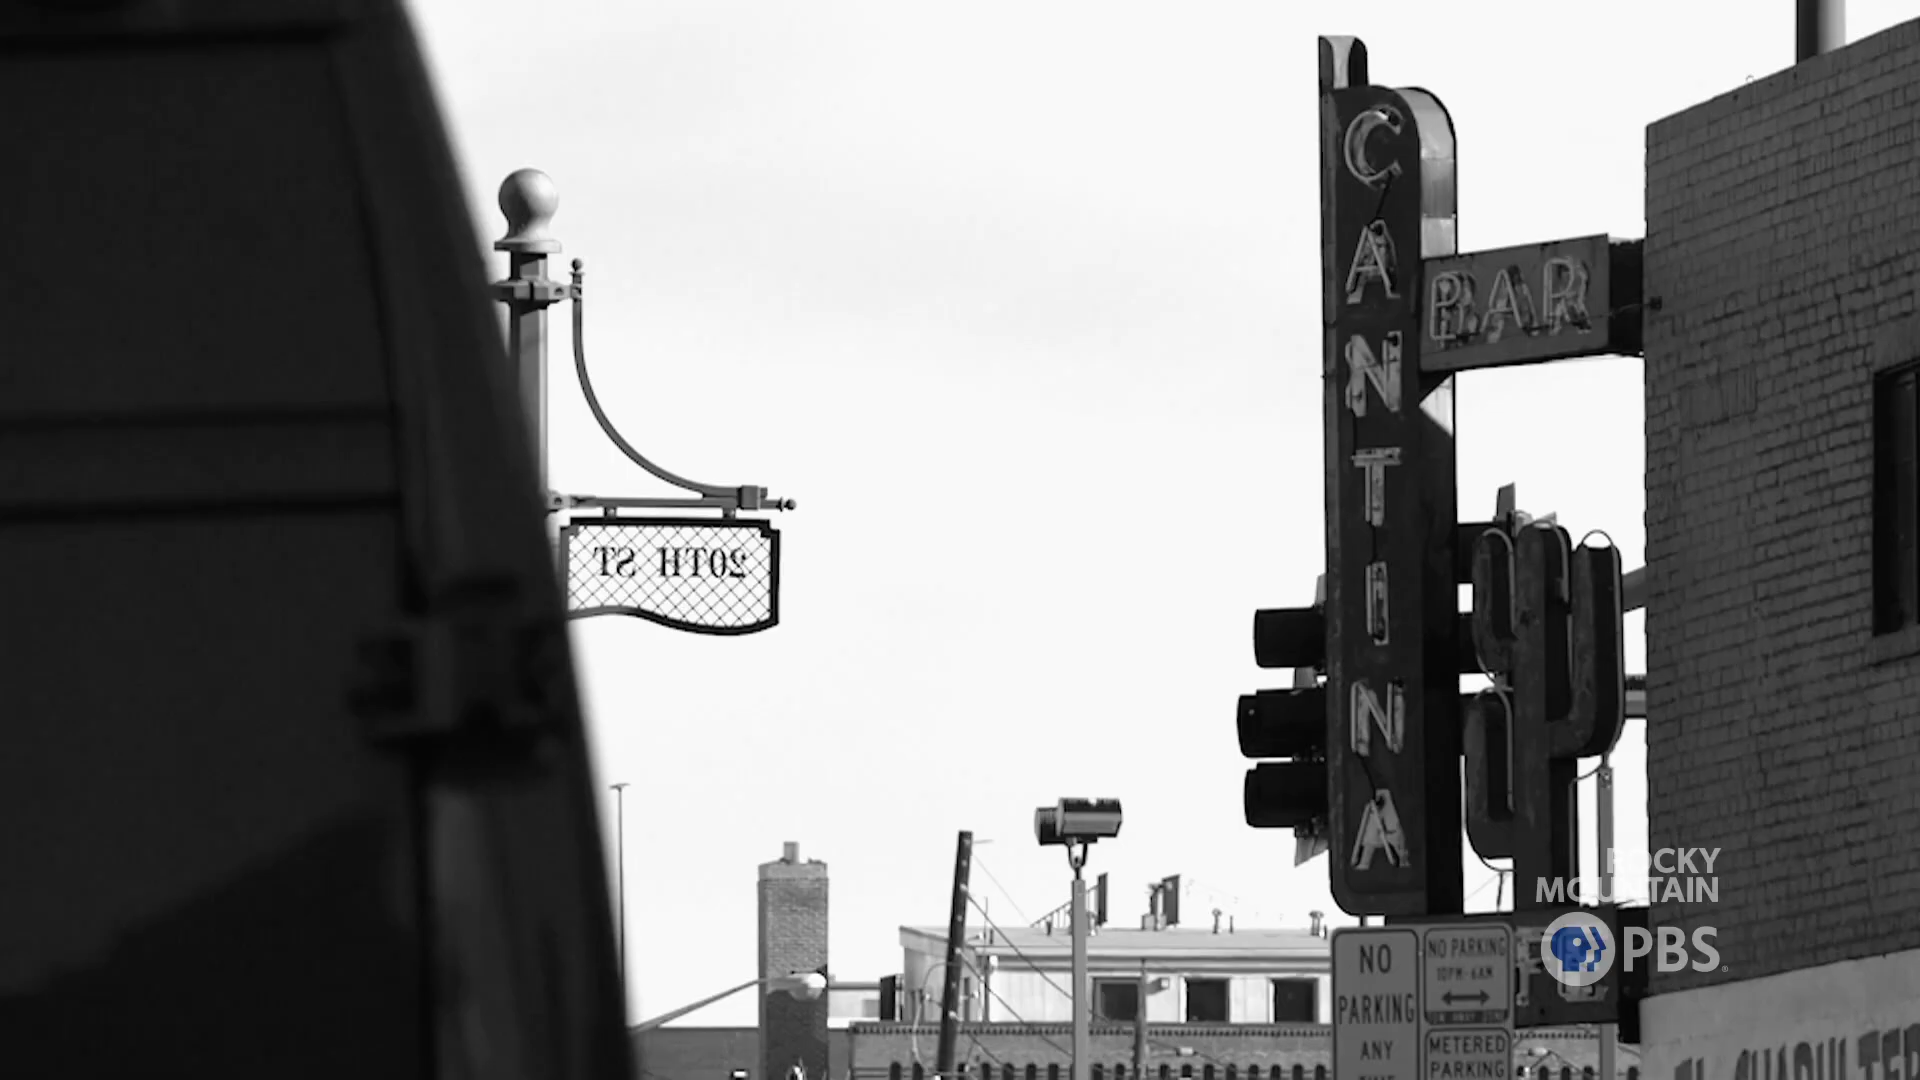 CANTINA
BAR
20TH ST
ROCKY
MOUNTAIN
PBS
NO
PARKING
ANY
NO PARKING
10PM-6AM
METERED
PARKING